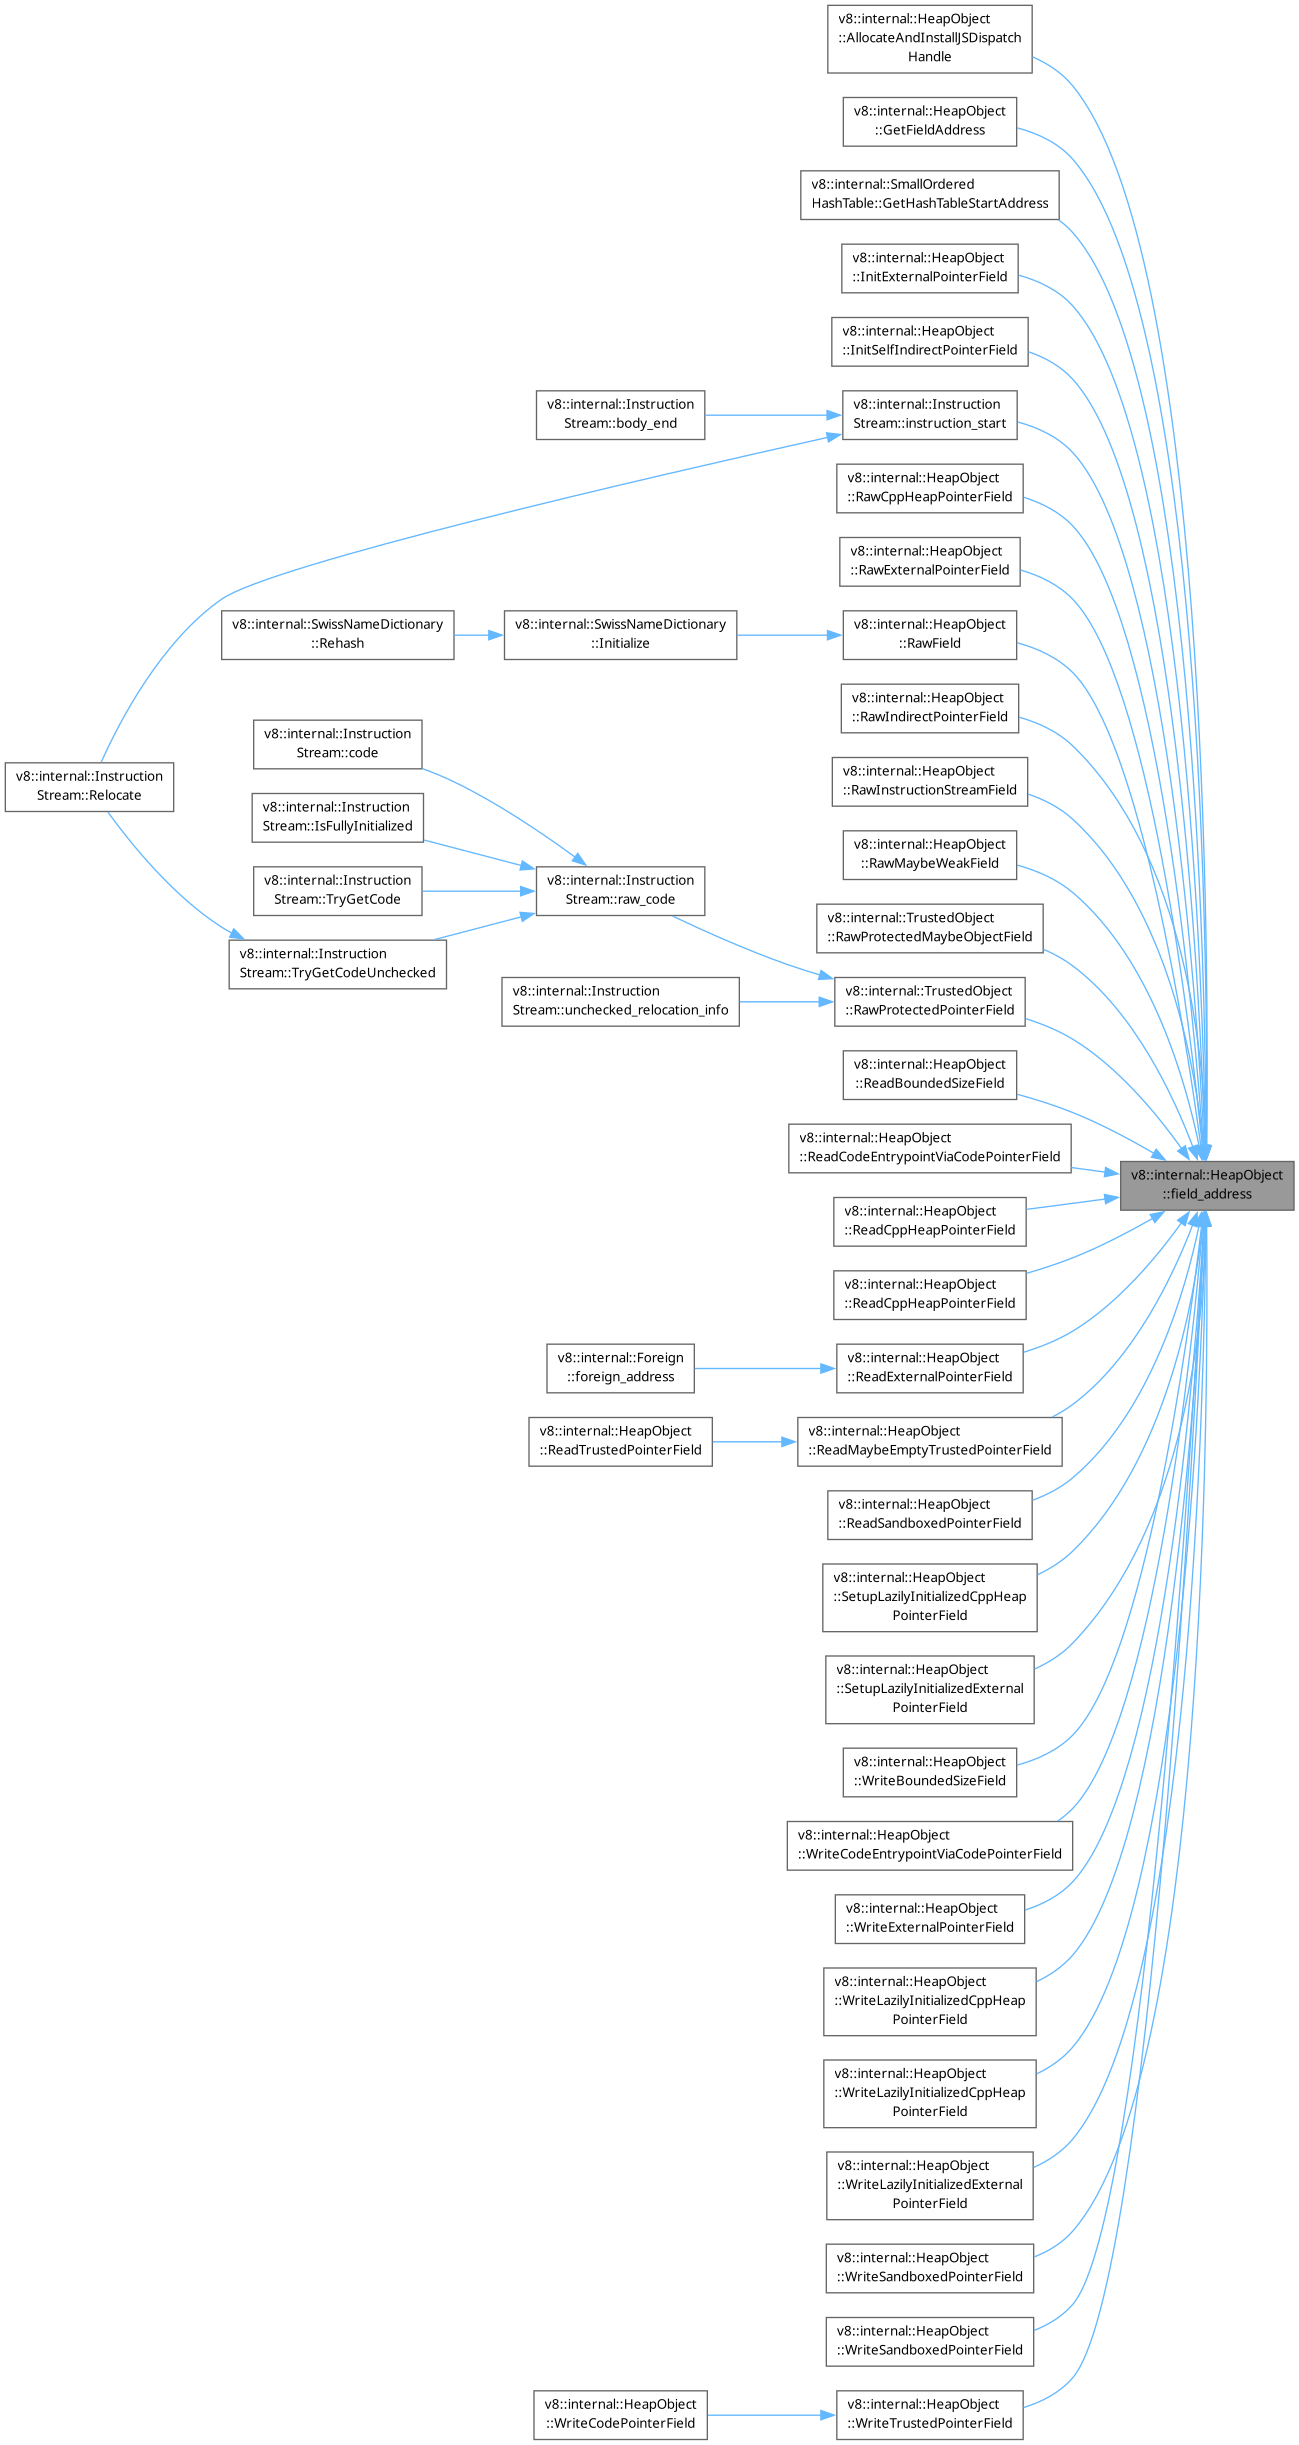 v8::internal::HeapObject
::AllocateAndInstallJSDispatch
Handle
v8::internal::HeapObject
::GetFieldAddress
v8::internal::SmallOrdered
HashTable::GetHashTableStartAddress
v8::internal::HeapObject
::InitExternalPointerField
v8::internal::HeapObject
::InitSelfIndirectPointerField
v8::internal::Instruction
Stream::body_end
v8::internal::Instruction
Stream::instruction_start
v8::internal::HeapObject
::RawCppHeapPointerField
v8::internal::HeapObject
::RawExternalPointerField
v8::internal::SwissNameDictionary
::Rehash
v8::internal::SwissNameDictionary
::Initialize
v8::internal::HeapObject
::RawField
v8::internal::HeapObject
::RawIndirectPointerField
v8::internal::Instruction
Stream::code
v8::internal::Instruction
Stream::Relocate
v8::internal::HeapObject
::RawInstructionStreamField
v8::internal::Instruction
Stream::IsFullyInitialized
v8::internal::HeapObject
::RawMaybeWeakField
v8::internal::Instruction
Stream::TryGetCode
v8::internal::Instruction
Stream::raw_code
v8::internal::TrustedObject
::RawProtectedMaybeObjectField
v8::internal::Instruction
Stream::TryGetCodeUnchecked
v8::internal::Instruction
Stream::unchecked_relocation_info
v8::internal::TrustedObject
::RawProtectedPointerField
v8::internal::HeapObject
::ReadBoundedSizeField
v8::internal::HeapObject
::ReadCodeEntrypointViaCodePointerField
v8::internal::HeapObject
::field_address
v8::internal::HeapObject
::ReadCppHeapPointerField
v8::internal::HeapObject
::ReadCppHeapPointerField
v8::internal::Foreign
::foreign_address
v8::internal::HeapObject
::ReadExternalPointerField
v8::internal::HeapObject
::ReadTrustedPointerField
v8::internal::HeapObject
::ReadMaybeEmptyTrustedPointerField
v8::internal::HeapObject
::ReadSandboxedPointerField
v8::internal::HeapObject
::SetupLazilyInitializedCppHeap
PointerField
v8::internal::HeapObject
::SetupLazilyInitializedExternal
PointerField
v8::internal::HeapObject
::WriteBoundedSizeField
v8::internal::HeapObject
::WriteCodeEntrypointViaCodePointerField
v8::internal::HeapObject
::WriteExternalPointerField
v8::internal::HeapObject
::WriteLazilyInitializedCppHeap
PointerField
v8::internal::HeapObject
::WriteLazilyInitializedCppHeap
PointerField
v8::internal::HeapObject
::WriteLazilyInitializedExternal
PointerField
v8::internal::HeapObject
::WriteSandboxedPointerField
v8::internal::HeapObject
::WriteSandboxedPointerField
v8::internal::HeapObject
::WriteCodePointerField
v8::internal::HeapObject
::WriteTrustedPointerField